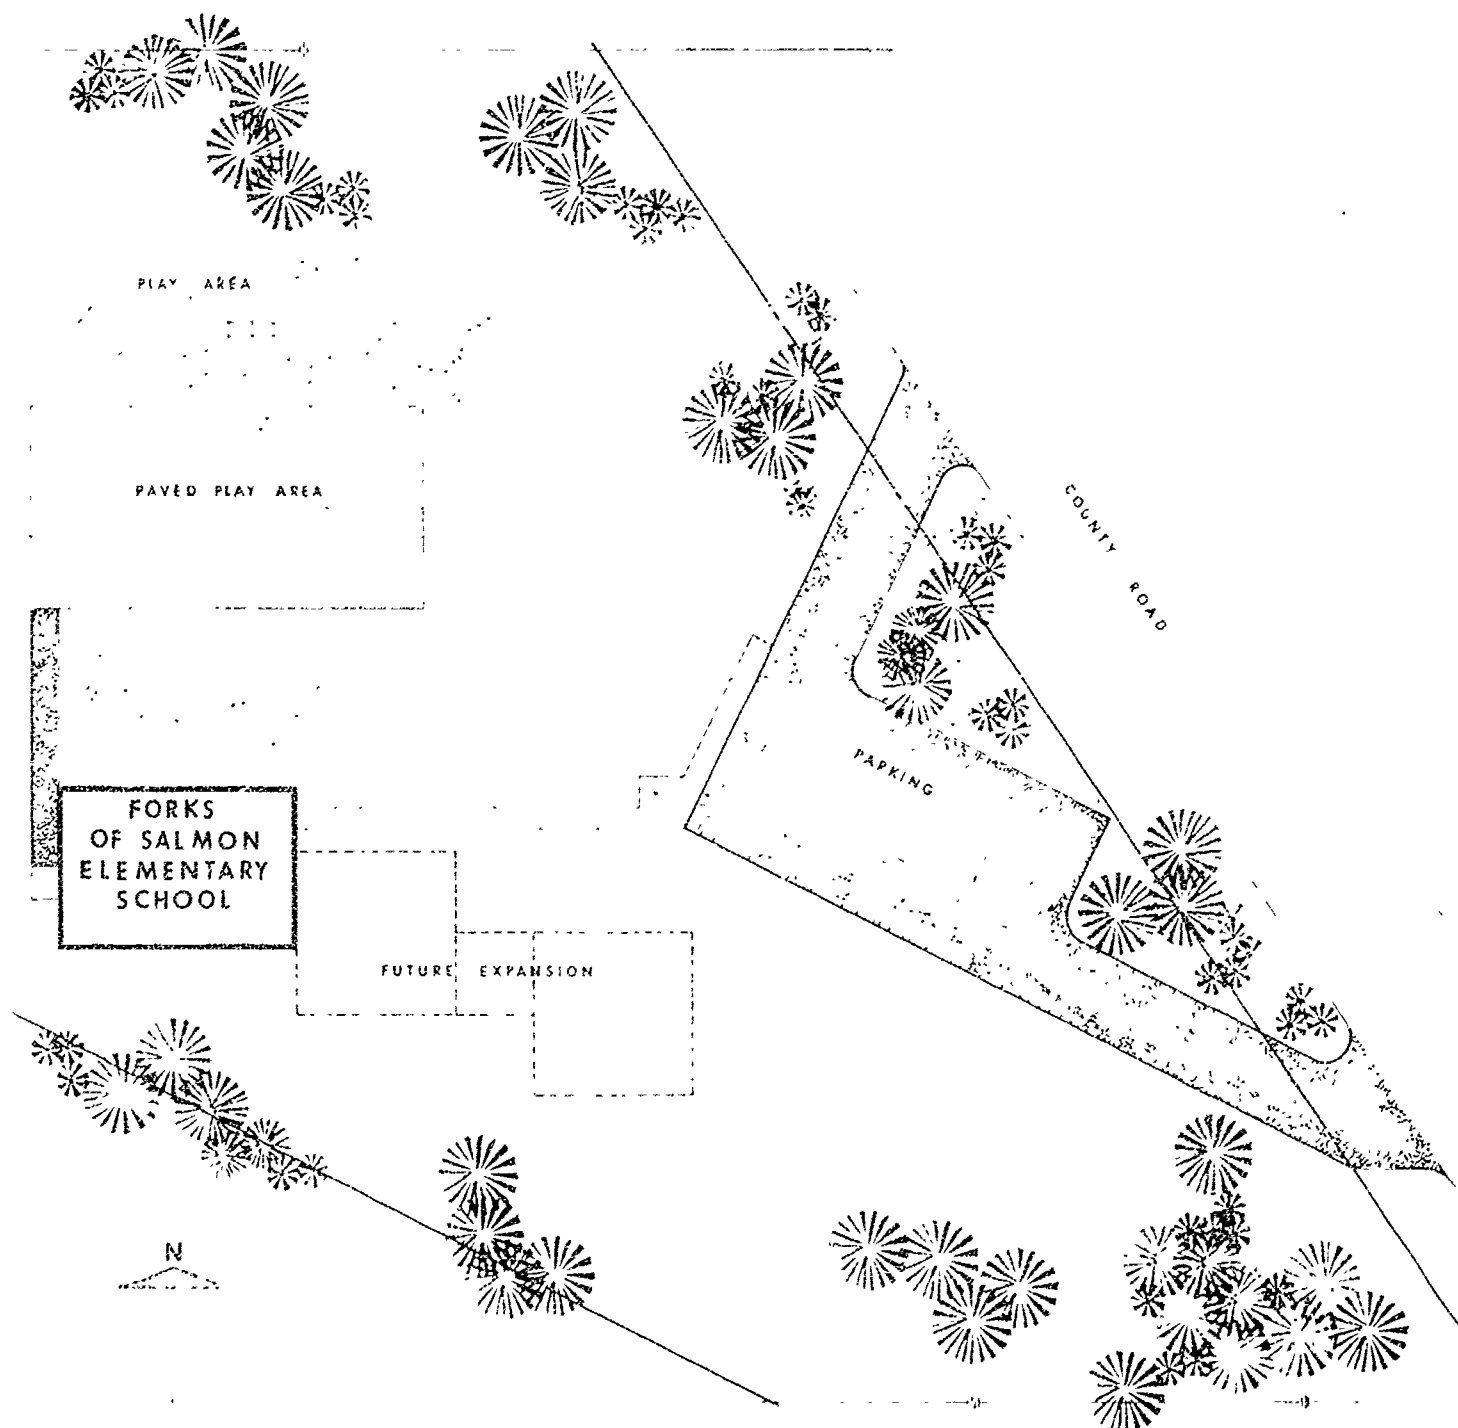 PLAY AREA
PAVED PLAY AREA
COUNTY ROAD
PARKING
FORKS
OF SALMON
ELEMENTARY
SCHOOL
FUTURE EXPANSION
N